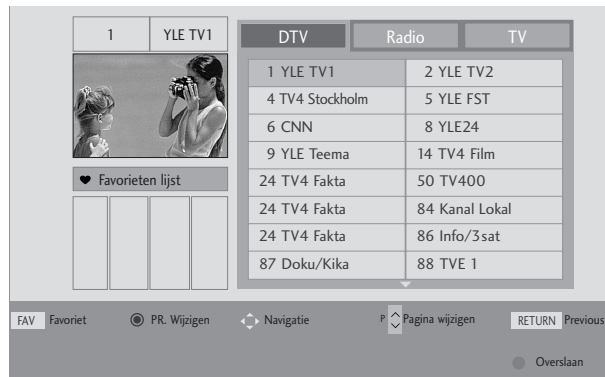 1 YLE TV1
DTV Radio TV
1 YLE TV1 2 YLE TV2
4 TV4 Stockholm 5 YLE FST
6 CNN 8 YLE24
9 YLE Teema 14 TV4 Film
♥ Favorieten lijst
24 TV4 Fakta 50 TV400
24 TV4 Fakta 84 Kanal Lokal
24 TV4 Fakta 86 Info/3sat
87 Doku/Kika 88 TVE 1
FAV Favoriet PR. Wijzigen Navigatie P Pagina wijzigen RETURN Previous
Overslaan